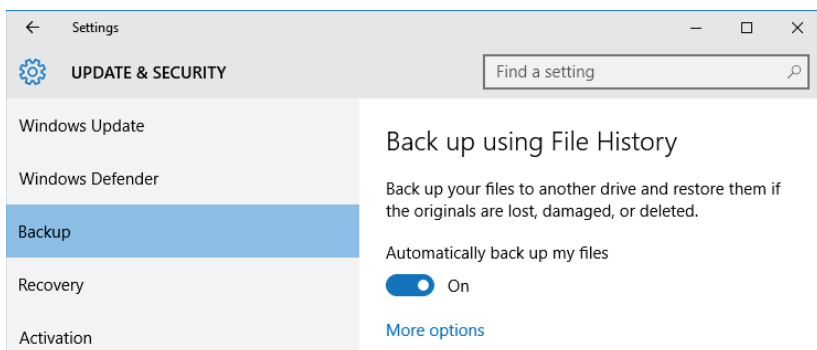 Settings
UPDATE & SECURITY
Find a setting
Windows Update
Windows Defender
Backup
Recovery
Activation
Back up using File History
Back up your files to another drive and restore them if
the originals are lost, damaged, or deleted.
Automatically back up my files
On
More options